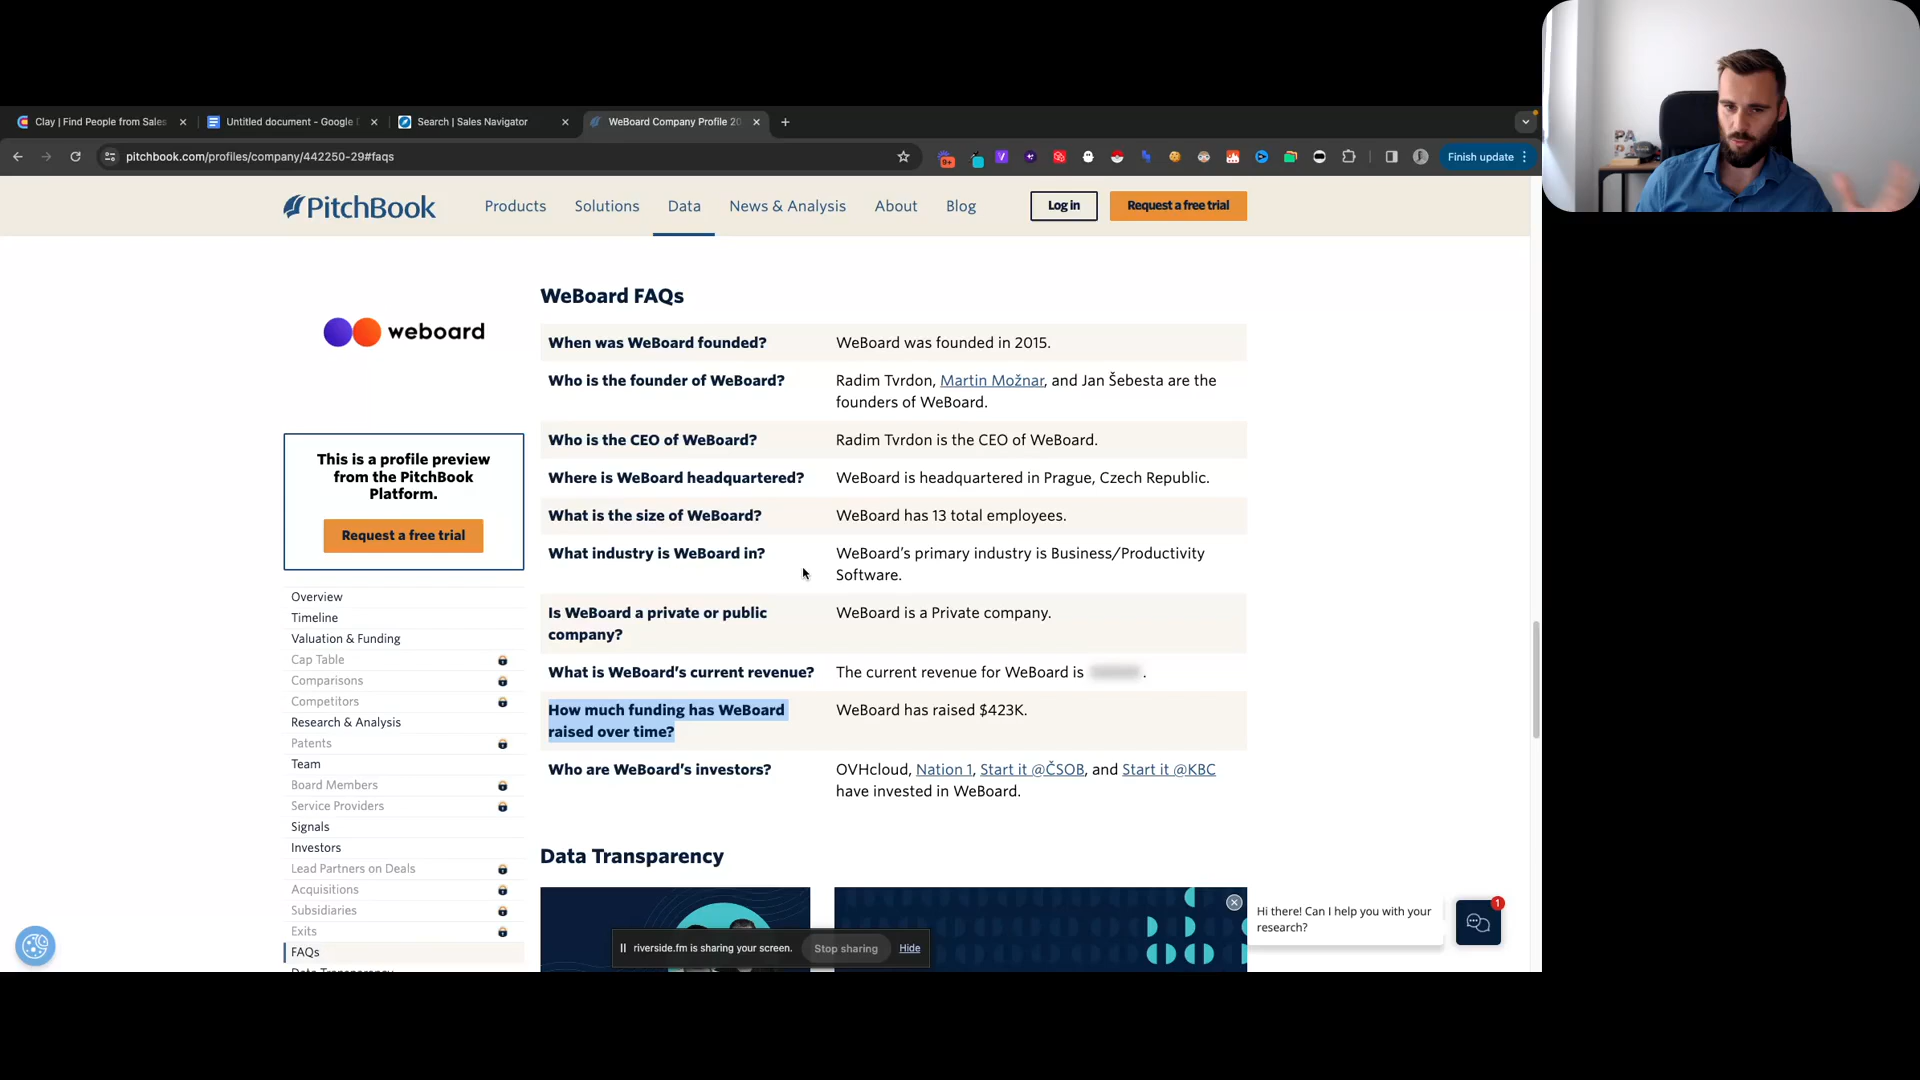 Clay | Find People from Sales
Untitled document - Google
Search | Sales Navigator
WeBoard Company Profile 20
pitchbook.com/profiles/company/442250-29#faqs
9+
Finish update
PitchBook
Products
Solutions
Data
News & Analysis
About
Blog
Log in
Request a free trial
weboard
This is a profile preview
from the PitchBook
Platform.
Request a free trial
Overview
Timeline
Valuation & Funding
Cap Table
Comparisons
Competitors
Research & Analysis
Patents
Team
Board Members
Service Providers
Signals
Investors
Lead Partners on Deals
Acquisitions
Subsidiaries
Exits
FAQs
Data Transparency
WeBoard FAQs
When was WeBoard founded?
WeBoard was founded in 2015.
Who is the founder of WeBoard?
Radim Tvrdon, Martin Možnar, and Jan Šebesta are the
founders of WeBoard.
Who is the CEO of WeBoard?
Radim Tvrdon is the CEO of WeBoard.
Where is WeBoard headquartered?
WeBoard is headquartered in Prague, Czech Republic.
What is the size of WeBoard?
WeBoard has 13 total employees.
What industry is WeBoard in?
WeBoard's primary industry is Business/Productivity
Software.
Is WeBoard a private or public
company?
WeBoard is a Private company.
What is WeBoard's current revenue?
The current revenue for WeBoard is .
How much funding has WeBoard
raised over time?
WeBoard has raised $423K.
Who are WeBoard's investors?
OVHcloud, Nation 1, Start it @ČSOB, and Start it @KBC
have invested in WeBoard.
Data Transparency
riverside.fm is sharing your screen.
Stop sharing
Hide
Hi there! Can I help you with your
research?
1